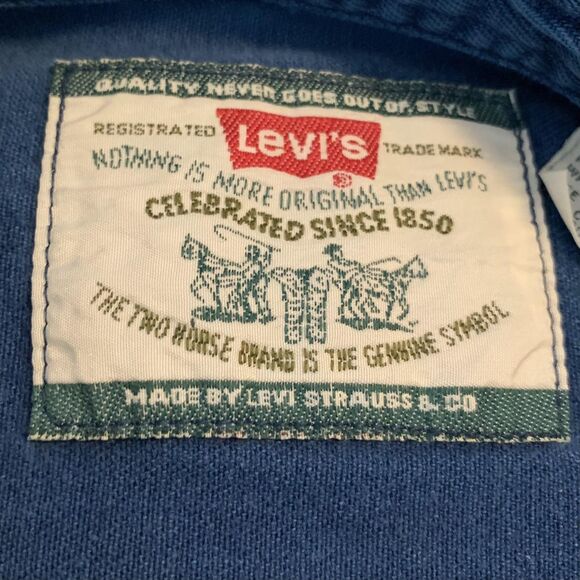 QUALITY NEVER GOES OUT OF STYLE
REGISTRATED Levi's TRADE MARK
®
NOTHING IS MORE ORIGINAL THAN LEVI'S
CELEBRATED SINCE 1850
THE TWO HORSE BRAND IS THE GENUINE SYMBOL
MADE BY LEVI STRAUSS & CO